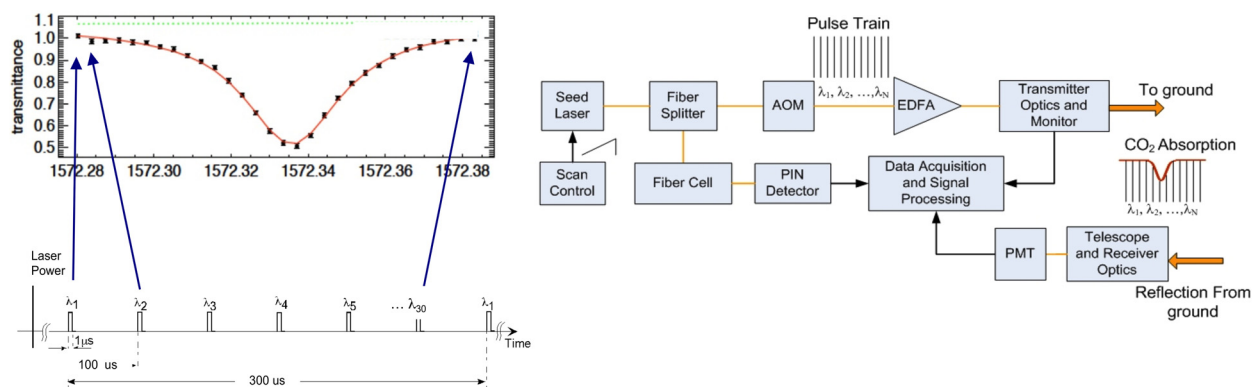 1.1
1.0
0.9
0.8
0.7
0.6
0.5
transmittance
1572.28 1572.30 1572.32 1572.34 1572.36 1572.38
Laser
Power
λ1 λ2 λ3 λ4 λ5 ... λ30 λ1
Time
1μs
100 us
300 us
Pulse Train
λ1, λ2, ...,λN
Seed
Laser
Fiber
Splitter
AOM
EDFA
Transmitter
Optics and
Monitor
To ground
Scan
Control
Fiber Cell
PIN
Detector
Data Acquisition
and Signal
Processing
CO2 Absorption
λ1, λ2, ...,λN
PMT
Telescope
and Receiver
Optics
Reflection From
ground